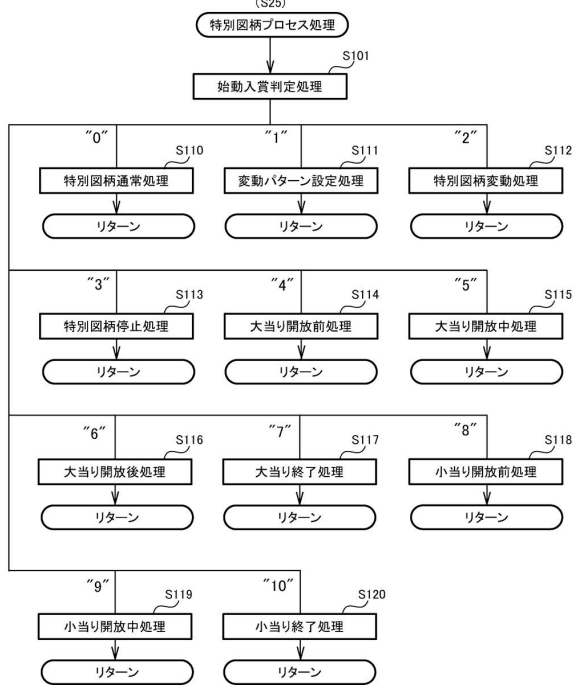 (S25)
特別図柄プロセス処理
S101
始動入賞判定処理
"0"
S110
特別図柄通常処理
リターン
"1"
S111
変動パターン設定処理
リターン
"2"
S112
特別図柄変動処理
リターン
"3"
S113
特別図柄停止処理
リターン
"4"
S114
大当り開放前処理
リターン
"5"
S115
大当り開放中処理
リターン
"6"
S116
大当り開放後処理
リターン
"7"
S117
大当り終了処理
リターン
"8"
S118
小当り開放前処理
リターン
"9"
S119
小当り開放中処理
リターン
"10"
S120
小当り終了処理
リターン